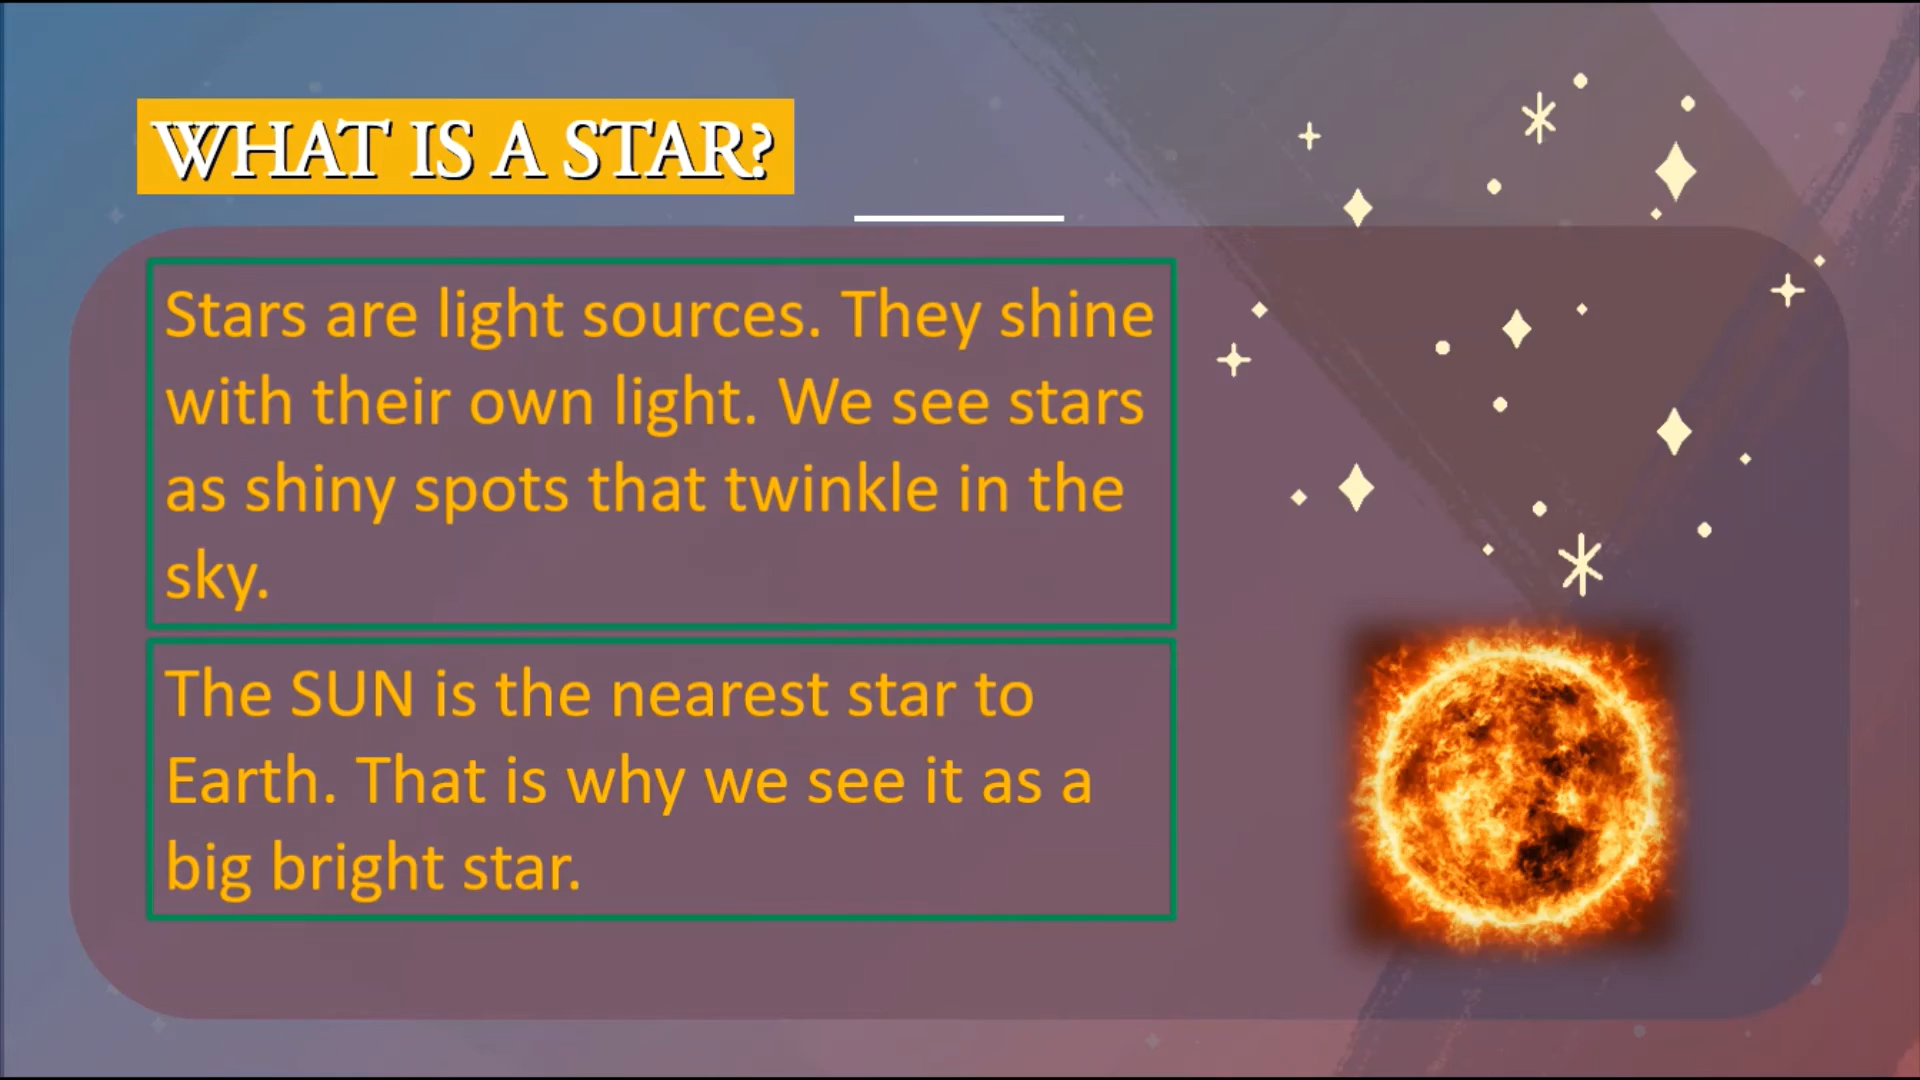 WHAT IS A STAR?
Stars are light sources. They shine
with their own light. We see stars
as shiny spots that twinkle in the
sky.
The SUN is the nearest star to
Earth. That is why we see it as a
big bright star.